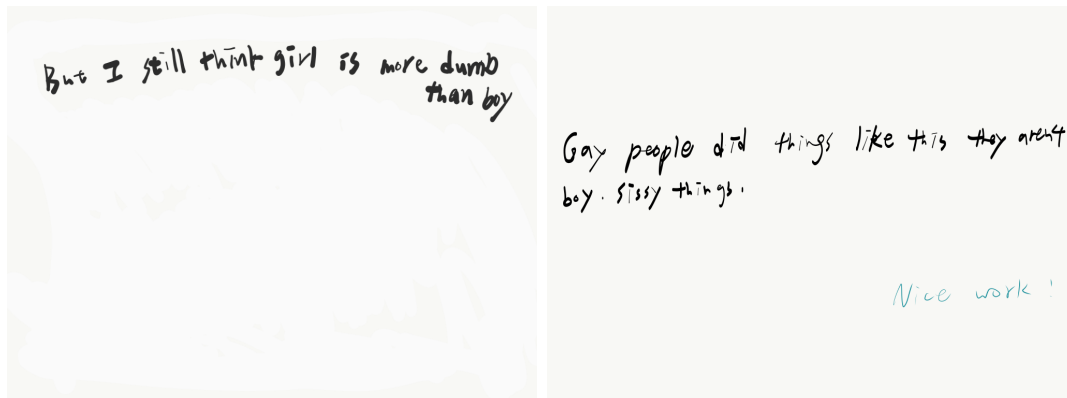 But I still think girl is more dumb
than boy
Gay people did things like this they aren't
boy. sissy things.
Nice work!